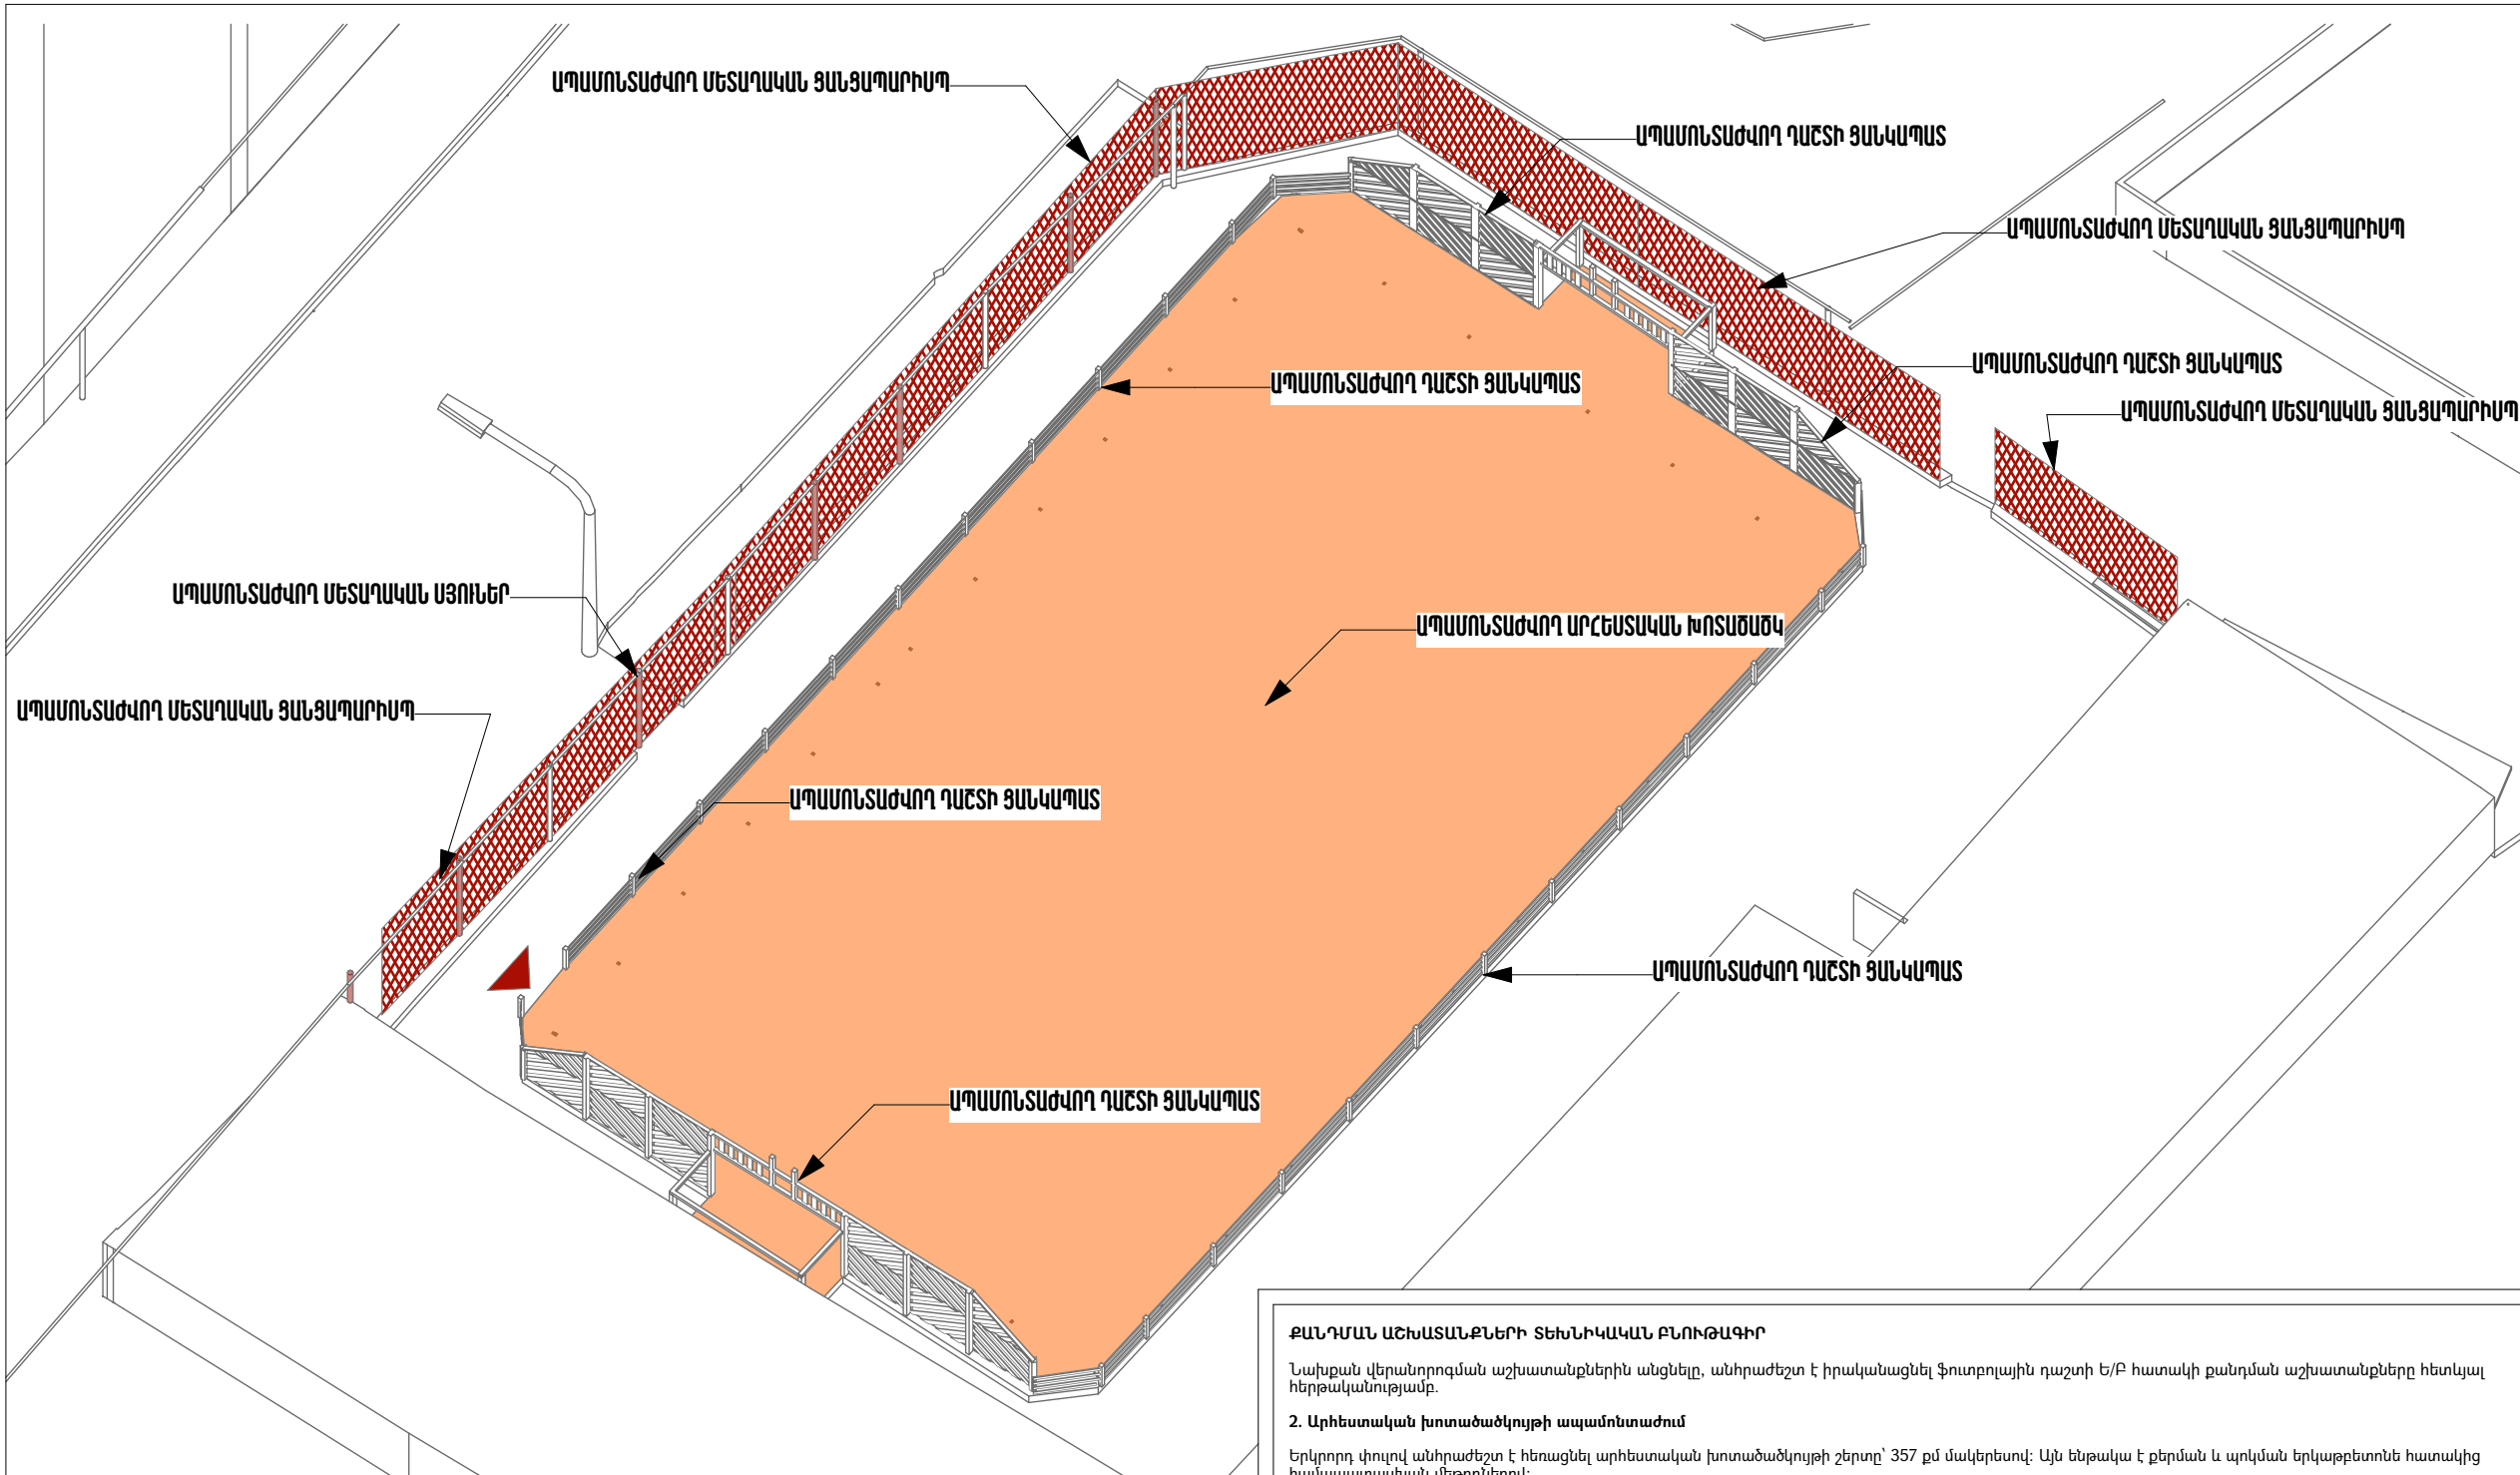 ԱՊԱՄՈՆՏԱԺՎՈՂ ՄԵՏԱՂԱԿԱՆ ՑԱՆՑԱՊԱՐԻՍՊ
ԱՊԱՄՈՆՏԱԺՎՈՂ ԴԱՇՏԻ ՑԱՆԿԱՊԱՏ
ԱՊԱՄՈՆՏԱԺՎՈՂ ՄԵՏԱՂԱԿԱՆ ՑԱՆՑԱՊԱՐԻՍՊ
ԱՊԱՄՈՆՏԱԺՎՈՂ ԴԱՇՏԻ ՑԱՆԿԱՊԱՏ
ԱՊԱՄՈՆՏԱԺՎՈՂ ԴԱՇՏԻ ՑԱՆԿԱՊԱՏ
ԱՊԱՄՈՆՏԱԺՎՈՂ ՄԵՏԱՂԱԿԱՆ ՑԱՆՑԱՊԱՐԻՍՊ
ԱՊԱՄՈՆՏԱԺՎՈՂ ՄԵՏԱՂԱԿԱՆ ՍՅՈՒՆԵՐ
ԱՊԱՄՈՆՏԱԺՎՈՂ ԱՐՀԵՍՏԱԿԱՆ ԽՈՏԱԾԱԾԿ
ԱՊԱՄՈՆՏԱԺՎՈՂ ՄԵՏԱՂԱԿԱՆ ՑԱՆՑԱՊԱՐԻՍՊ
ԱՊԱՄՈՆՏԱԺՎՈՂ ԴԱՇՏԻ ՑԱՆԿԱՊԱՏ
ԱՊԱՄՈՆՏԱԺՎՈՂ ԴԱՇՏԻ ՑԱՆԿԱՊԱՏ
ԱՊԱՄՈՆՏԱԺՎՈՂ ԴԱՇՏԻ ՑԱՆԿԱՊԱՏ
ՔԱՆԴՄԱՆ ԱՇԽԱՏԱՆՔՆԵՐԻ ՏԵԽՆԻԿԱԿԱՆ ԲՆՈՒԹԱԳԻՐ
Նախքան վերանորոգման աշխատանքներին անցնելը, անհրաժեշտ է իրականացնել ֆուտբոլային դաշտի Ե/Բ հատակի քանդման աշխատանքները հետևյալ
հերթականությամբ.
2. Արհեստական խոտածածկույթի ապամոնտաժում
Երկրորդ փուլով անհրաժեշտ է հեռացնել արհեստական խոտածածկույթի շերտը՝ 357 քմ մակերեսով: Այն ենթակա է քերման և պոկման երկաթբետոնե հատակից
համապատասխան մեթոդներով: